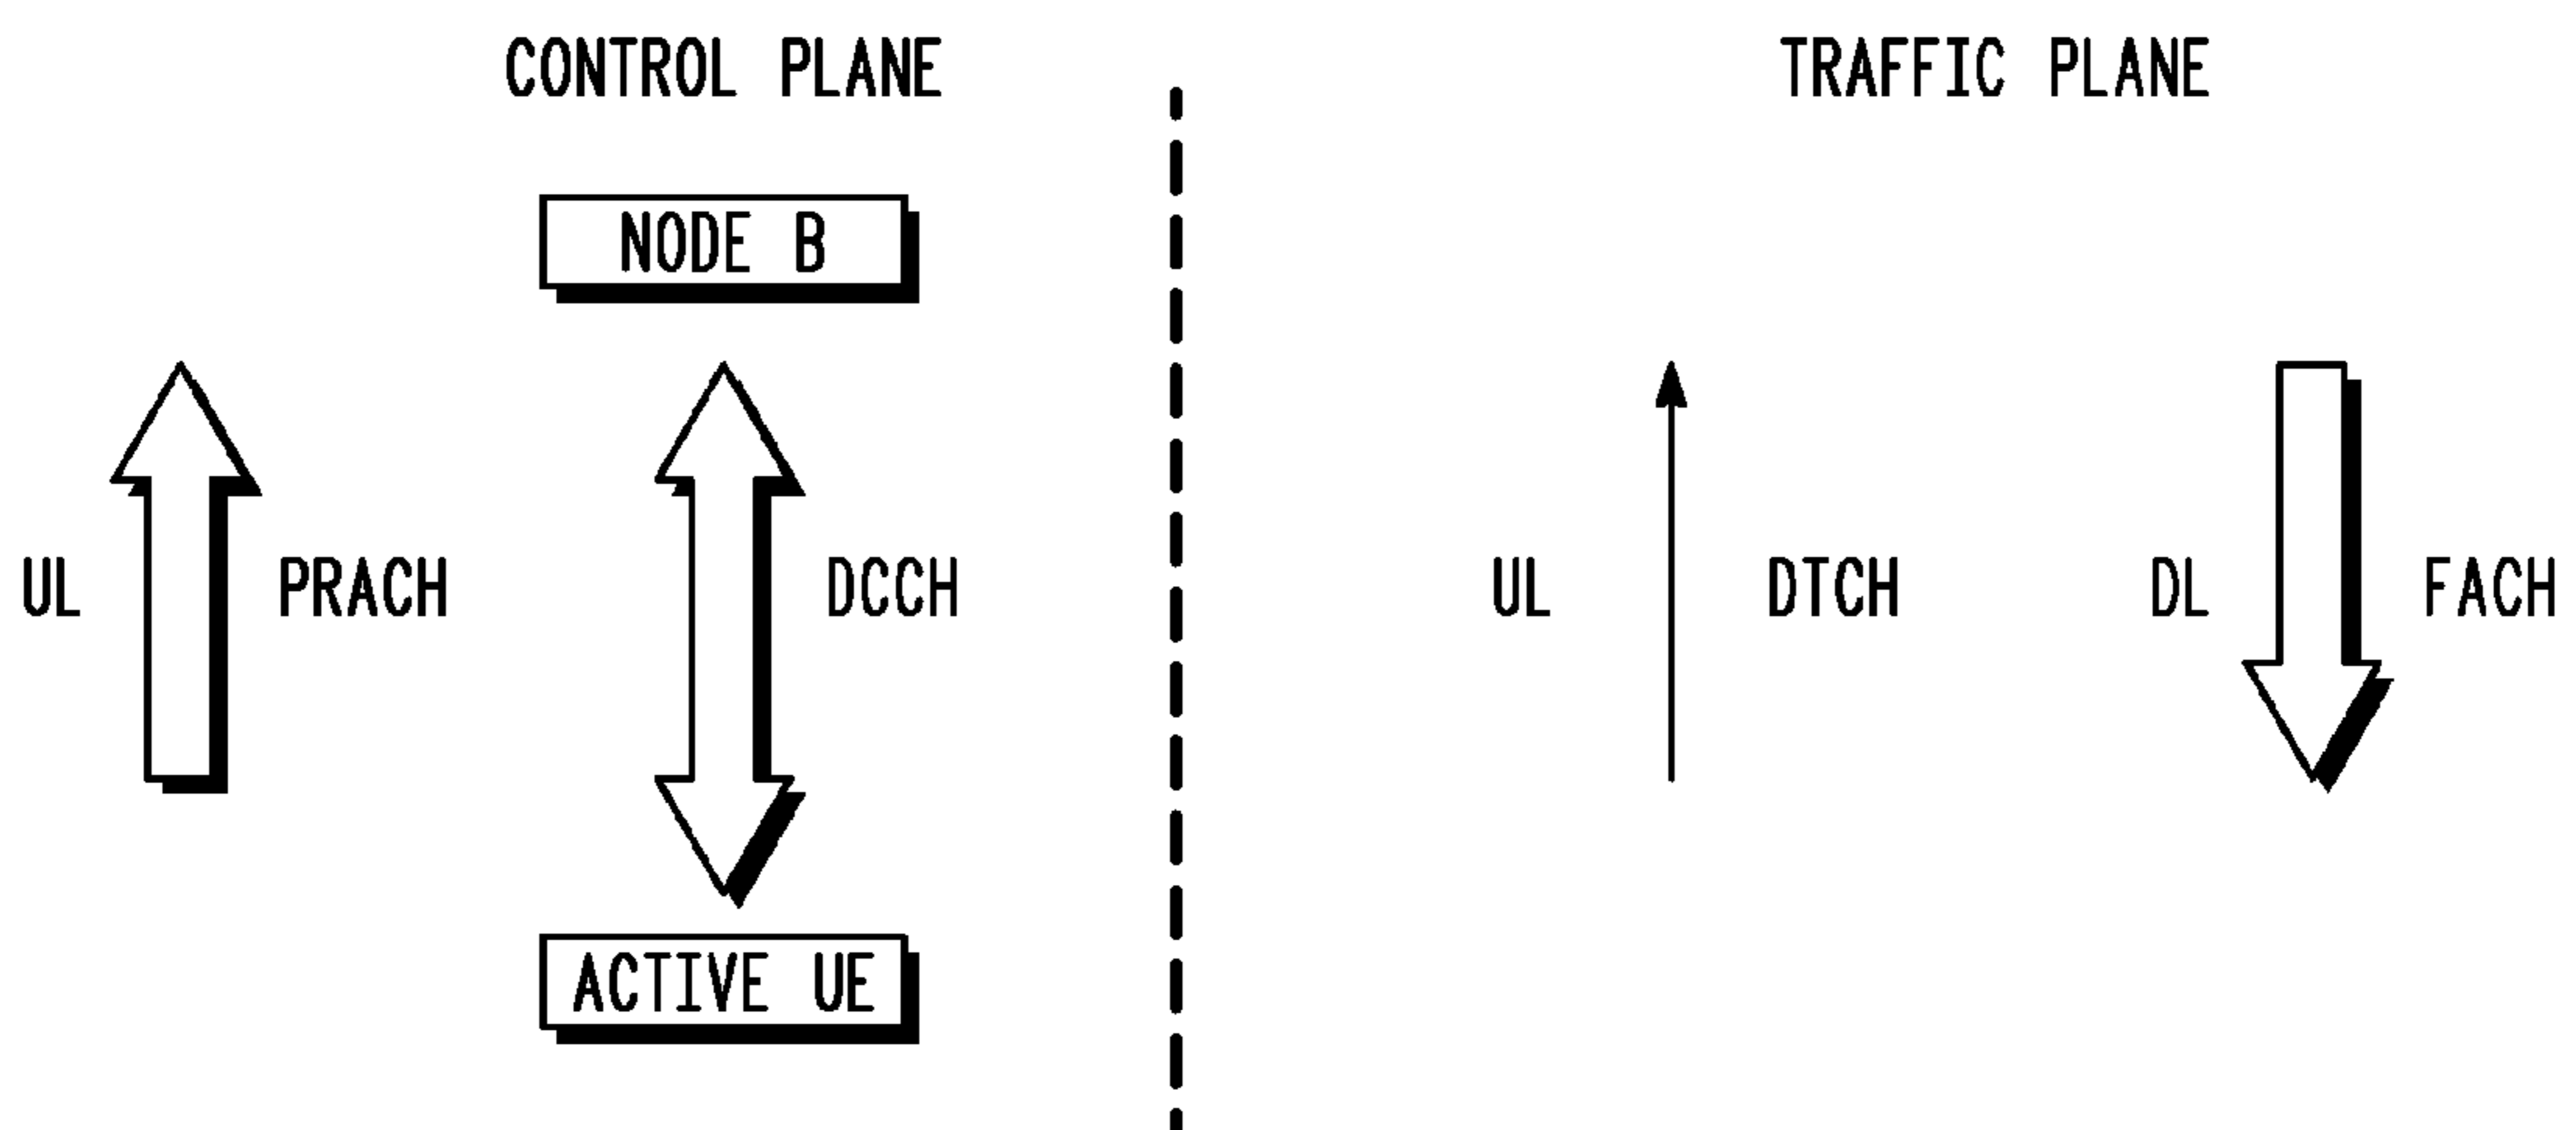 CONTROL PLANE
TRAFFIC PLANE
NODE B
UL
PRACH
DCCH
UL
DTCH
DL
FACH
ACTIVE UE